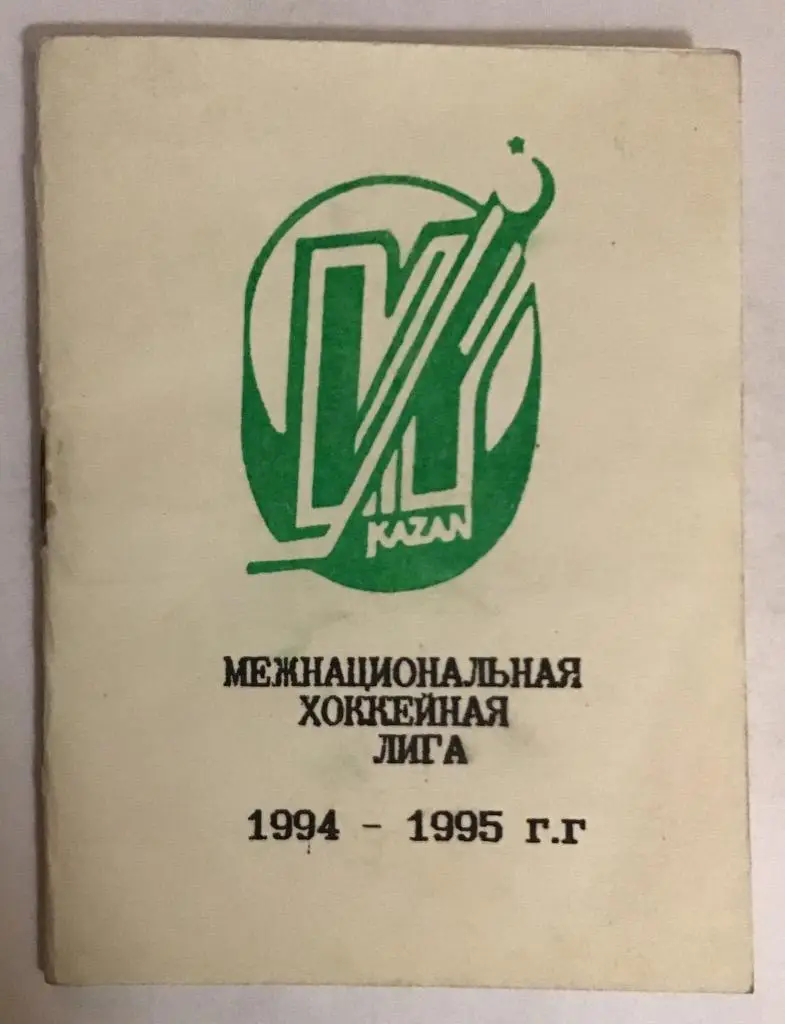 KAZAN
МЕЖНАЦИОНАЛЬНАЯ
ХОККЕЙНАЯ
ЛИГА
1994 - 1995 г.г